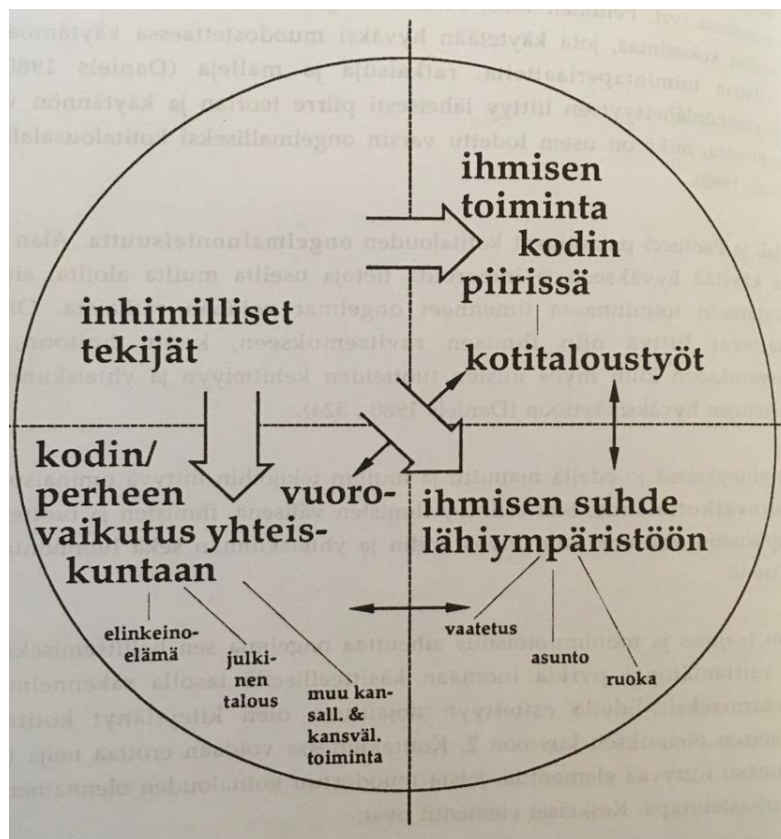 inhimilliset
tekijät
ihmisen
toiminta
kodin
piirissä
kotitaloustyöt
kodin/
perheen
vaikutus yhteis-
kuntaan
vuoro-
ihmisen suhde
lähiympäristöön
elinkeino-
elämä
julki-
nen
talous
muu kan-
sall. &
kansväl.
toiminta
vaatetus
asunto
ruoka